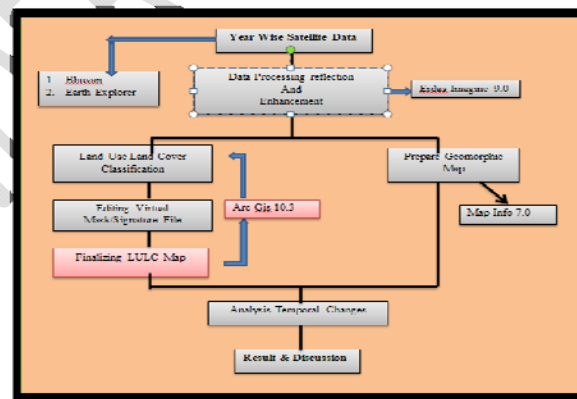 Year Wise Satellite Data
1.
2. Earth Explorer
Data Processing reflection
And
Enhancement
Erdas Imagine 9.0
Land Use Land Cover
Classification
Prepare Geomorphic
Map
Editing Virtual
Mask/Signature File
Arc Gis 10.3
Map Info 7.0
Finalizing LULC Map
Analysis Temporal Changes
Result & Discussion